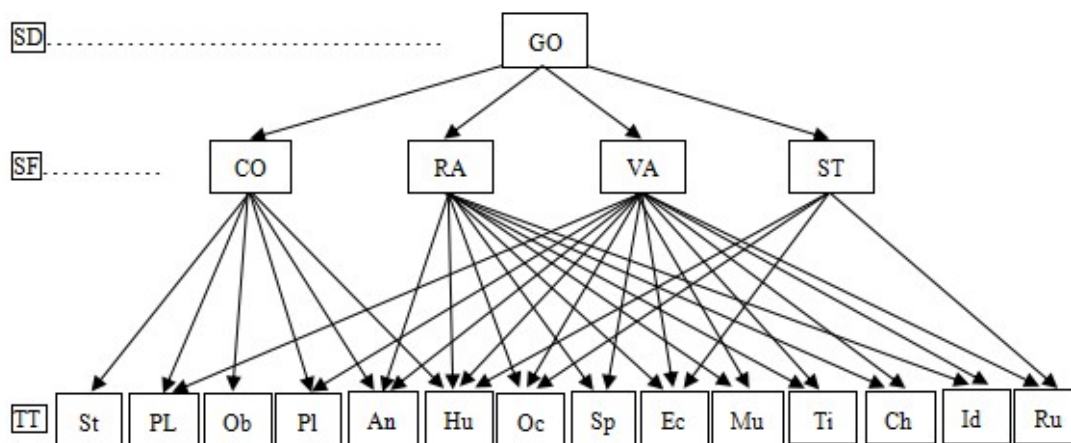 SD
GO
SF
CO RA VA ST
TT St PL Ob Pl An Hu Oc Sp Ec Mu Ti Ch Id Ru